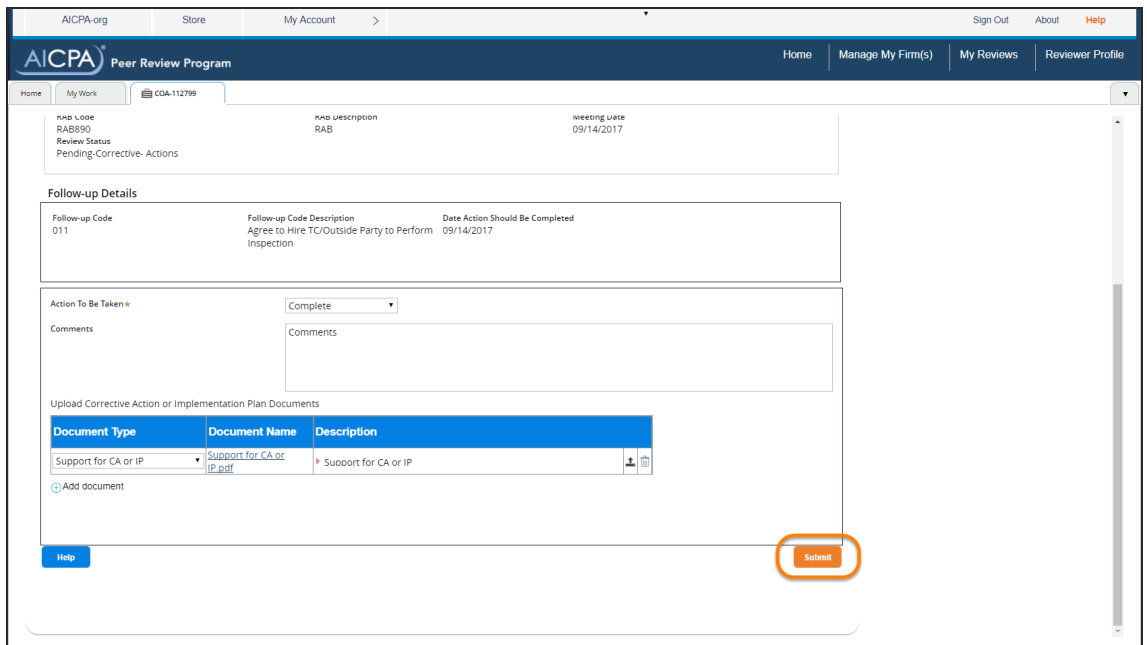 AICPA-org Store My Account > Sign Out About Help
AICPA Peer Review Program Home Manage My Firm(s) My Reviews Reviewer Profile
Home My Work COA-112799
RAB Code RAB Description Meeting Date
RAB890 RAB 09/14/2017
Review Status
Pending-Corrective- Actions
Follow-up Details
Follow-up Code Follow-up Code Description Date Action Should Be Completed
011 Agree to Hire TC/Outside Party to Perform 09/14/2017
Inspection
Action To Be Taken* Complete
Comments Comments
Upload Corrective Action or Implementation Plan Documents
Document Type Document Name Description
Support for CA or IP Support for CA or IP.pdf Support for CA or IP
Add document
Help Submit